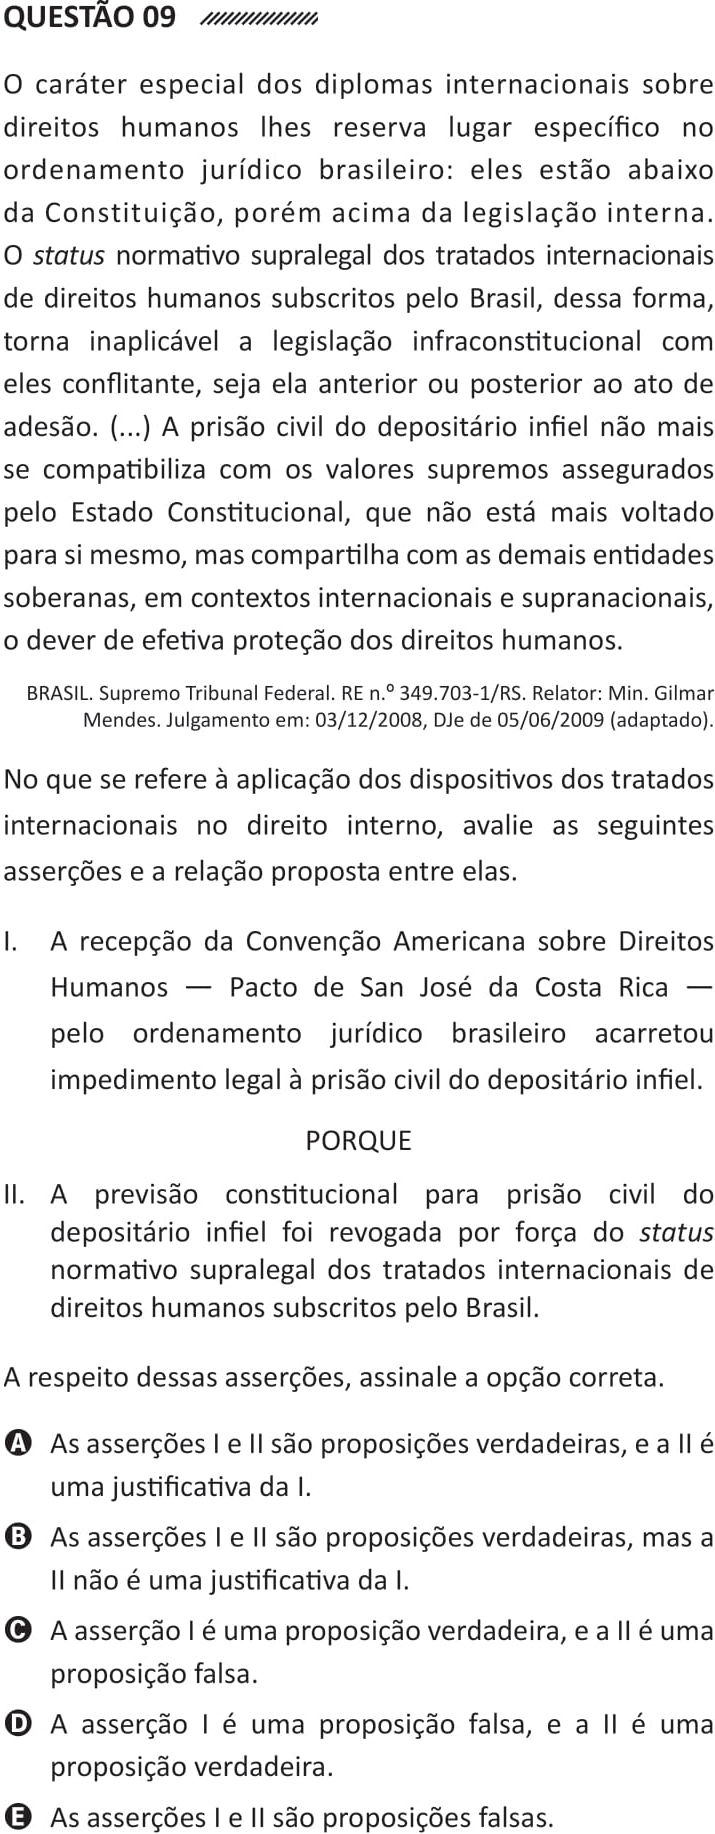 QUESTÃO 09
O caráter especial dos diplomas internacionais sobre
direitos humanos lhes reserva lugar específico no
ordenamento jurídico brasileiro: eles estão abaixo
da Constituição, porém acima da legislação interna.
O status normativo supralegal dos tratados internacionais
de direitos humanos subscritos pelo Brasil, dessa forma,
torna inaplicável a legislação infraconstitucional com
eles conflitante, seja ela anterior ou posterior ao ato de
adesão. (...) A prisão civil do depositário infiel não mais
se compatibiliza com os valores supremos assegurados
pelo Estado Constitucional, que não está mais voltado
para si mesmo, mas compartilha com as demais entidades
soberanas, em contextos internacionais e supranacionais,
o dever de efetiva proteção dos direitos humanos.
BRASIL. Supremo Tribunal Federal. RE n.º 349.703-1/RS. Relator: Min. Gilmar
Mendes. Julgamento em: 03/12/2008, DJe de 05/06/2009 (adaptado).
No que se refere à aplicação dos dispositivos dos tratados
internacionais no direito interno, avalie as seguintes
asserções e a relação proposta entre elas.
I. A recepção da Convenção Americana sobre Direitos
Humanos — Pacto de San José da Costa Rica —
pelo ordenamento jurídico brasileiro acarretou
impedimento legal à prisão civil do depositário infiel.
PORQUE
II. A previsão constitucional para prisão civil do
depositário infiel foi revogada por força do status
normativo supralegal dos tratados internacionais de
direitos humanos subscritos pelo Brasil.
A respeito dessas asserções, assinale a opção correta.
A As asserções I e II são proposições verdadeiras, e a II é
uma justificativa da I.
B As asserções I e II são proposições verdadeiras, mas a
II não é uma justificativa da I.
C A asserção I é uma proposição verdadeira, e a II é uma
proposição falsa.
D A asserção I é uma proposição falsa, e a II é uma
proposição verdadeira.
E As asserções I e II são proposições falsas.